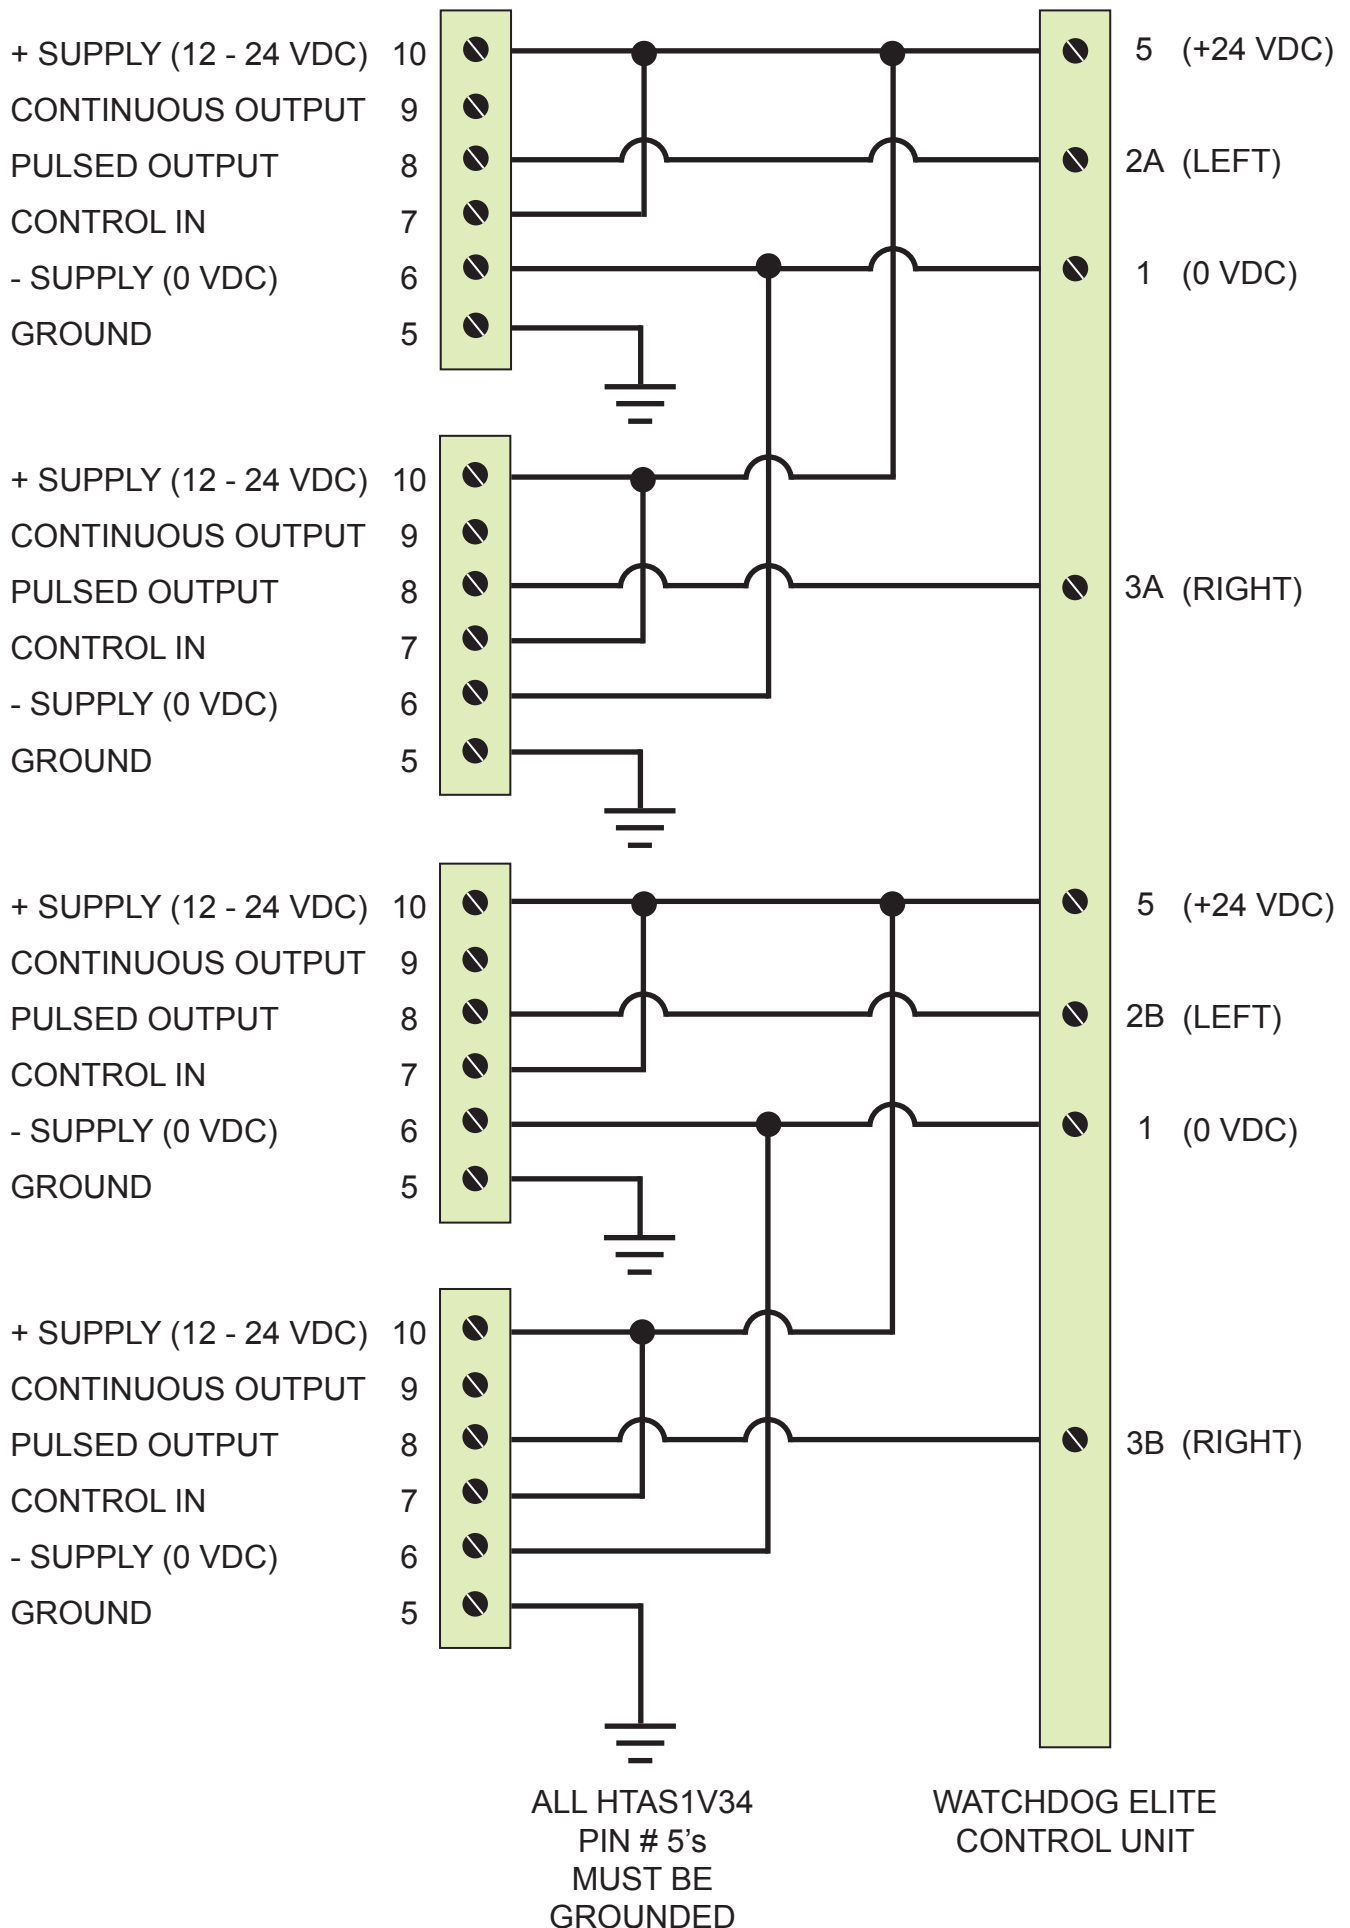 + SUPPLY (12 - 24 VDC) 10
CONTINUOUS OUTPUT 9
PULSED OUTPUT 8
CONTROL IN 7
- SUPPLY (0 VDC) 6
GROUND 5
5 (+24 VDC)
2A (LEFT)
1 (0 VDC)
+ SUPPLY (12 - 24 VDC) 10
CONTINUOUS OUTPUT 9
PULSED OUTPUT 8
CONTROL IN 7
- SUPPLY (0 VDC) 6
GROUND 5
3A (RIGHT)
+ SUPPLY (12 - 24 VDC) 10
CONTINUOUS OUTPUT 9
PULSED OUTPUT 8
CONTROL IN 7
- SUPPLY (0 VDC) 6
GROUND 5
5 (+24 VDC)
2B (LEFT)
1 (0 VDC)
+ SUPPLY (12 - 24 VDC) 10
CONTINUOUS OUTPUT 9
PULSED OUTPUT 8
CONTROL IN 7
- SUPPLY (0 VDC) 6
GROUND 5
3B (RIGHT)
ALL HTAS1V34
PIN # 5's
MUST BE
GROUNDED
WATCHDOG ELITE
CONTROL UNIT